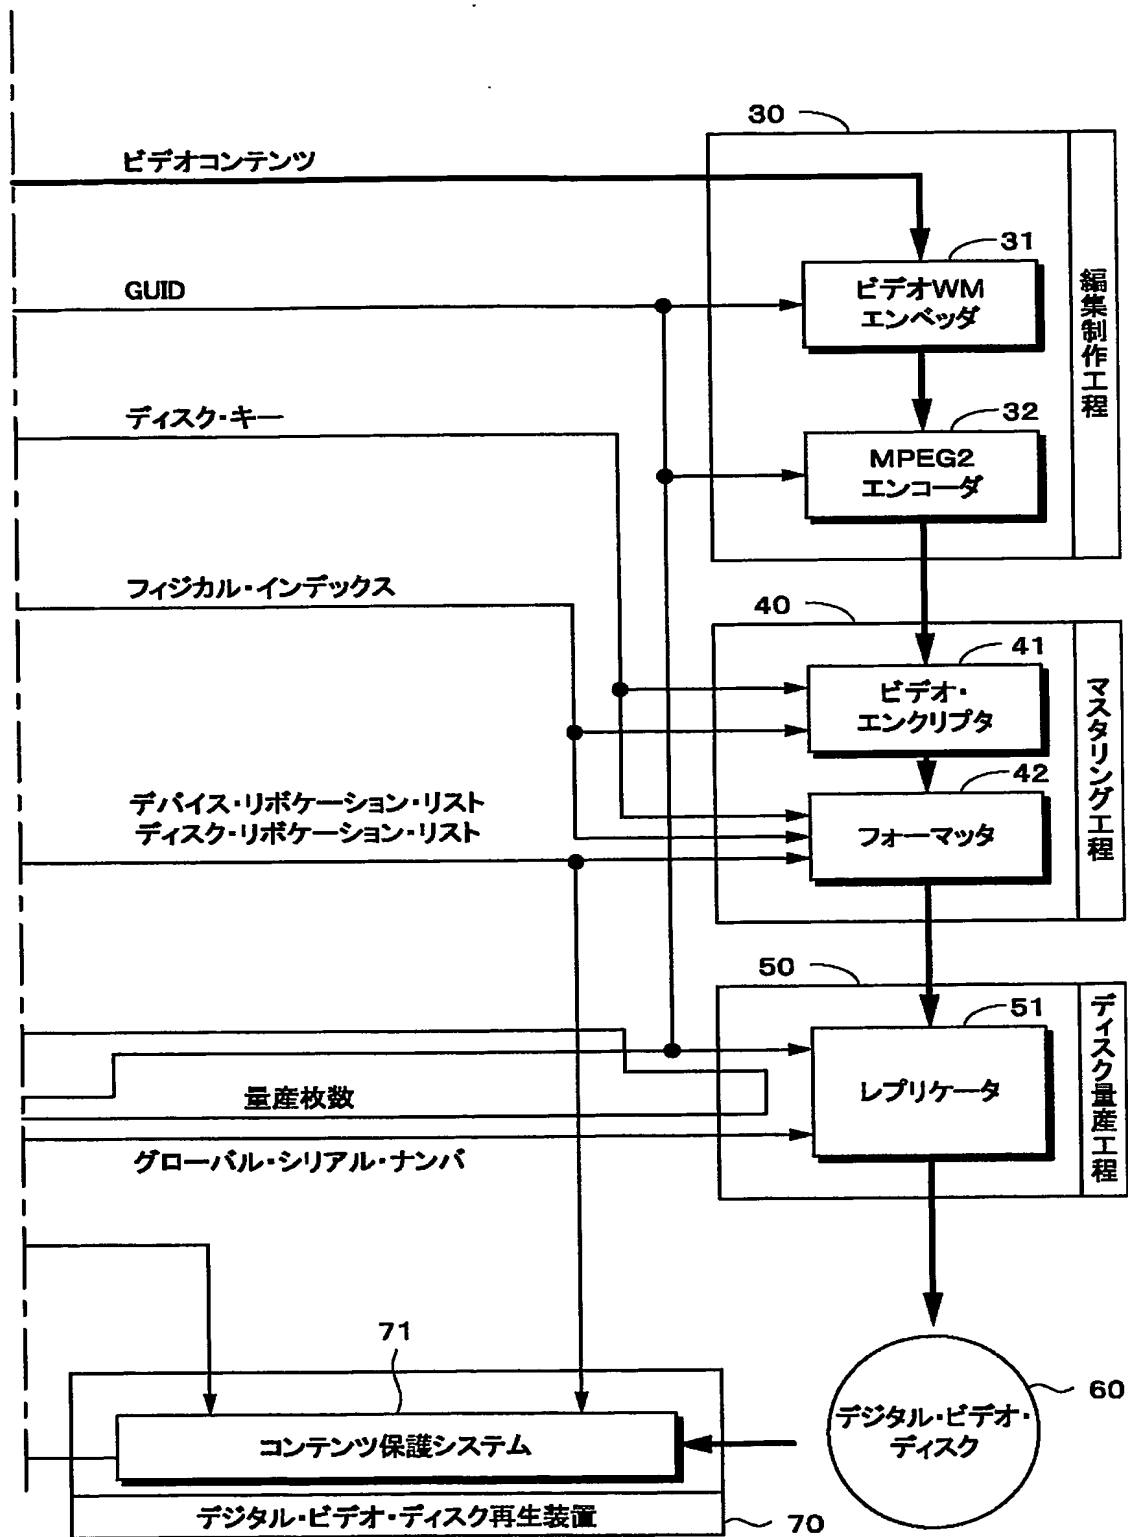 30
ビデオコンテンツ
31
GUID
ビデオWM
エンベッダ
編集制作工程
ディスク・キー
32
MPEG2
エンコーダ
フィジカル・インデックス
40
41
ビデオ・
エンクリプタ
マスタリング工程
42
デバイス・リボケーション・リスト
ディスク・リボケーション・リスト
フォーマッタ
50
51
ディスク量産工程
レプリケータ
量産枚数
グローバル・シリアル・ナンバ
71
60
デジタル・ビデオ・
ディスク
コンテンツ保護システム
デジタル・ビデオ・ディスク再生装置
70